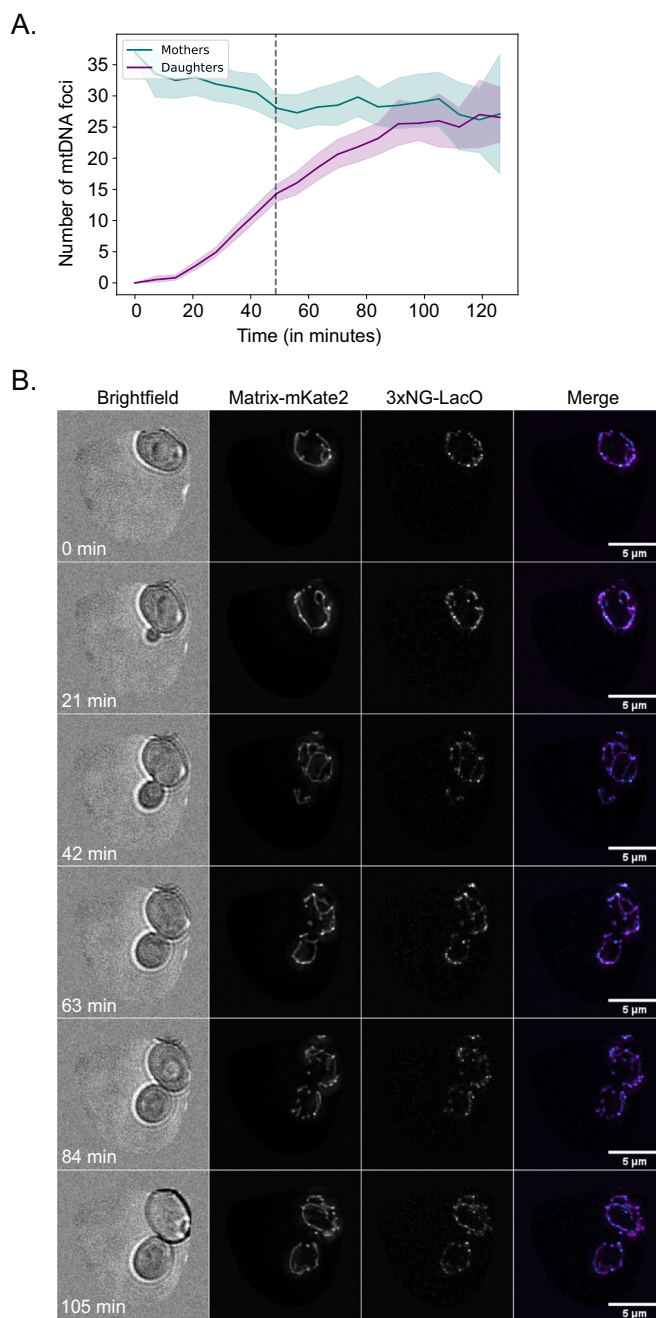 A.
Mothers
Daughters
35
30
25
20
15
10
5
0
Number of mtDNA foci
0 20 40 60 80 100 120
Time (in minutes)
B.
Brightfield Matrix-mKate2 3xNG-LacO Merge
0 min
5 μm
21 min
5 μm
42 min
5 μm
63 min
5 μm
84 min
5 μm
105 min
5 μm